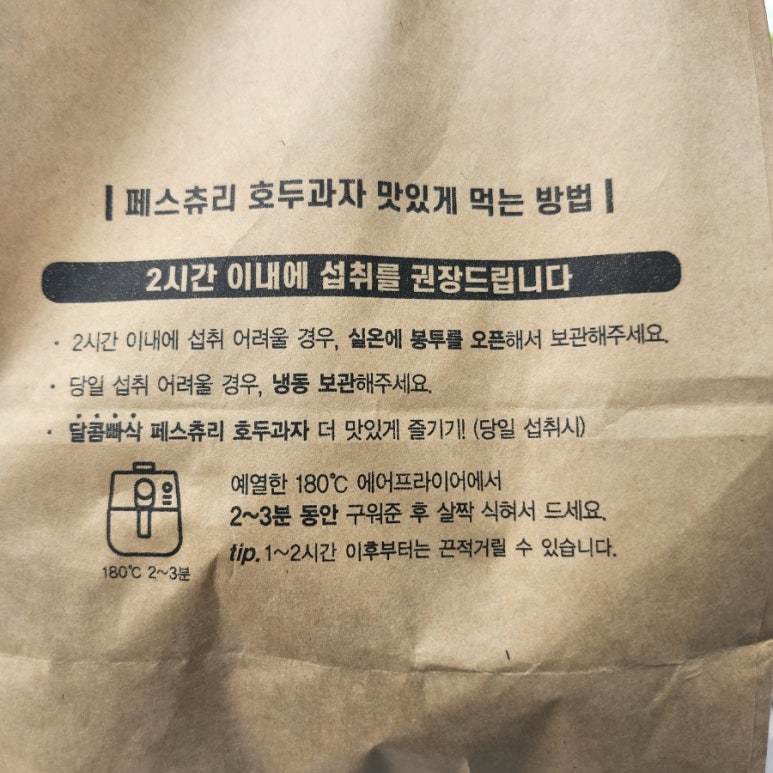 | 페스츄리 호두과자 맛있게 먹는 방법 |
2시간 이내에 섭취를 권장드립니다
· 2시간 이내에 섭취 어려울 경우, 실온에 봉투를 오픈해서 보관해주세요.
· 당일 섭취 어려울 경우, 냉동 보관해주세요.
· 달콤빠삭 페스츄리 호두과자 더 맛있게 즐기기! (당일 섭취시)
예열한 180℃ 에어프라이어에서
2~3분 동안 구워준 후 살짝 식혀서 드세요.
tip. 1~2시간 이후부터는 끈적거릴 수 있습니다.
180℃ 2~3분